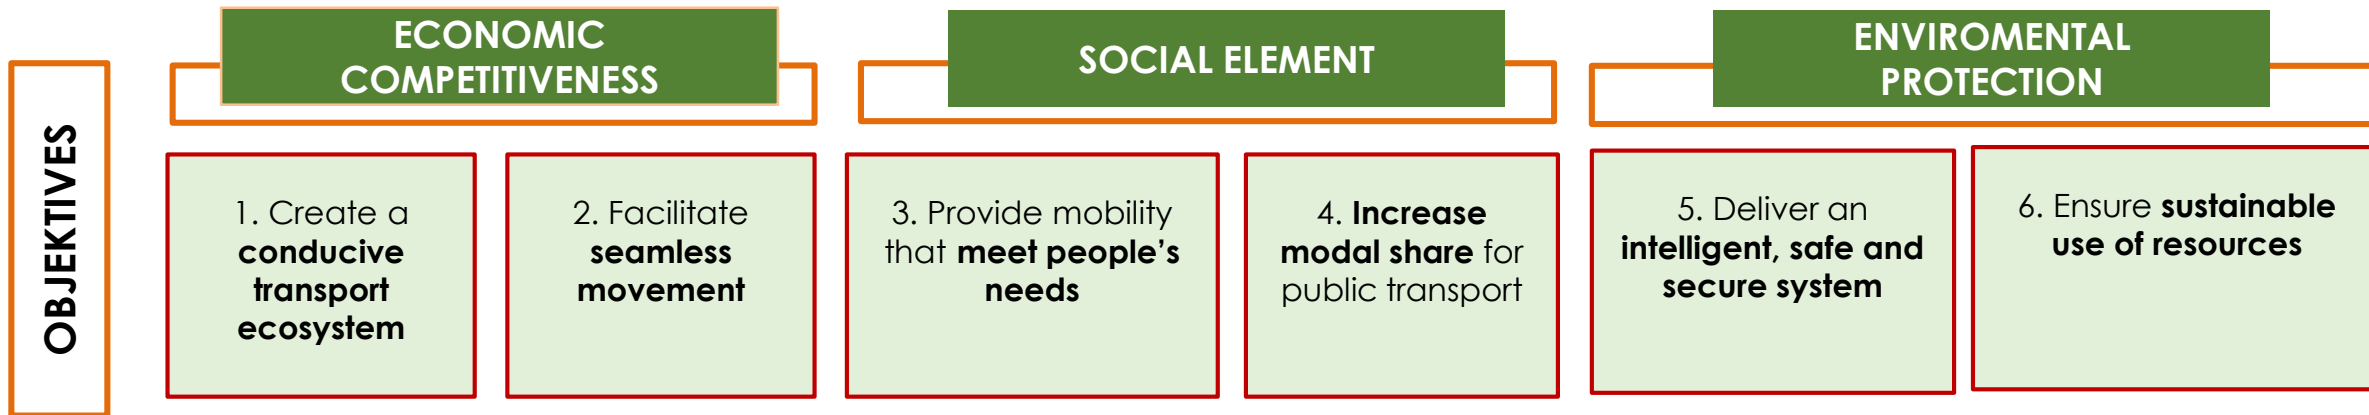 OBJEKTIVES
ECONOMIC
COMPETITIVENESS
1. Create a
conducive
transport
ecosystem
2. Facilitate
seamless
movement
SOCIAL ELEMENT
3. Provide mobility
that meet people's
needs
4. Increase
modal share for
public transport
ENVIROMENTAL
PROTECTION
5. Deliver an
intelligent, safe and
secure system
6. Ensure sustainable
use of resources